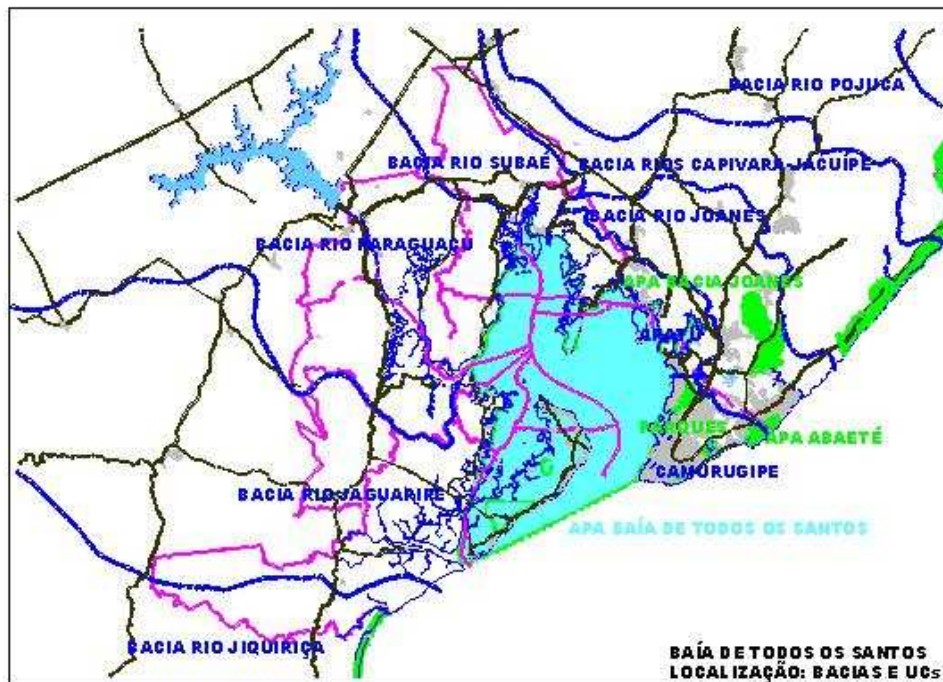 BACIA RIO POJUCA
BACIA RIO SUBAÉ
BACIA RIOS CAPIVARA-JACUÍPE
BACIA RIO JOANES
BACIA RIO PARAGUAÇU
APA BACIA JOANES
ARATU
PARQUES
APA ABAETÉ
CAMURUGIPE
BACIA RIO JAGUARIPE
APA BAÍA DE TODOS OS SANTOS
BACIA RIO JIQUIRIÇA
BAÍA DE TODOS OS SANTOS
LOCALIZAÇÃO: BACIAS E UCs